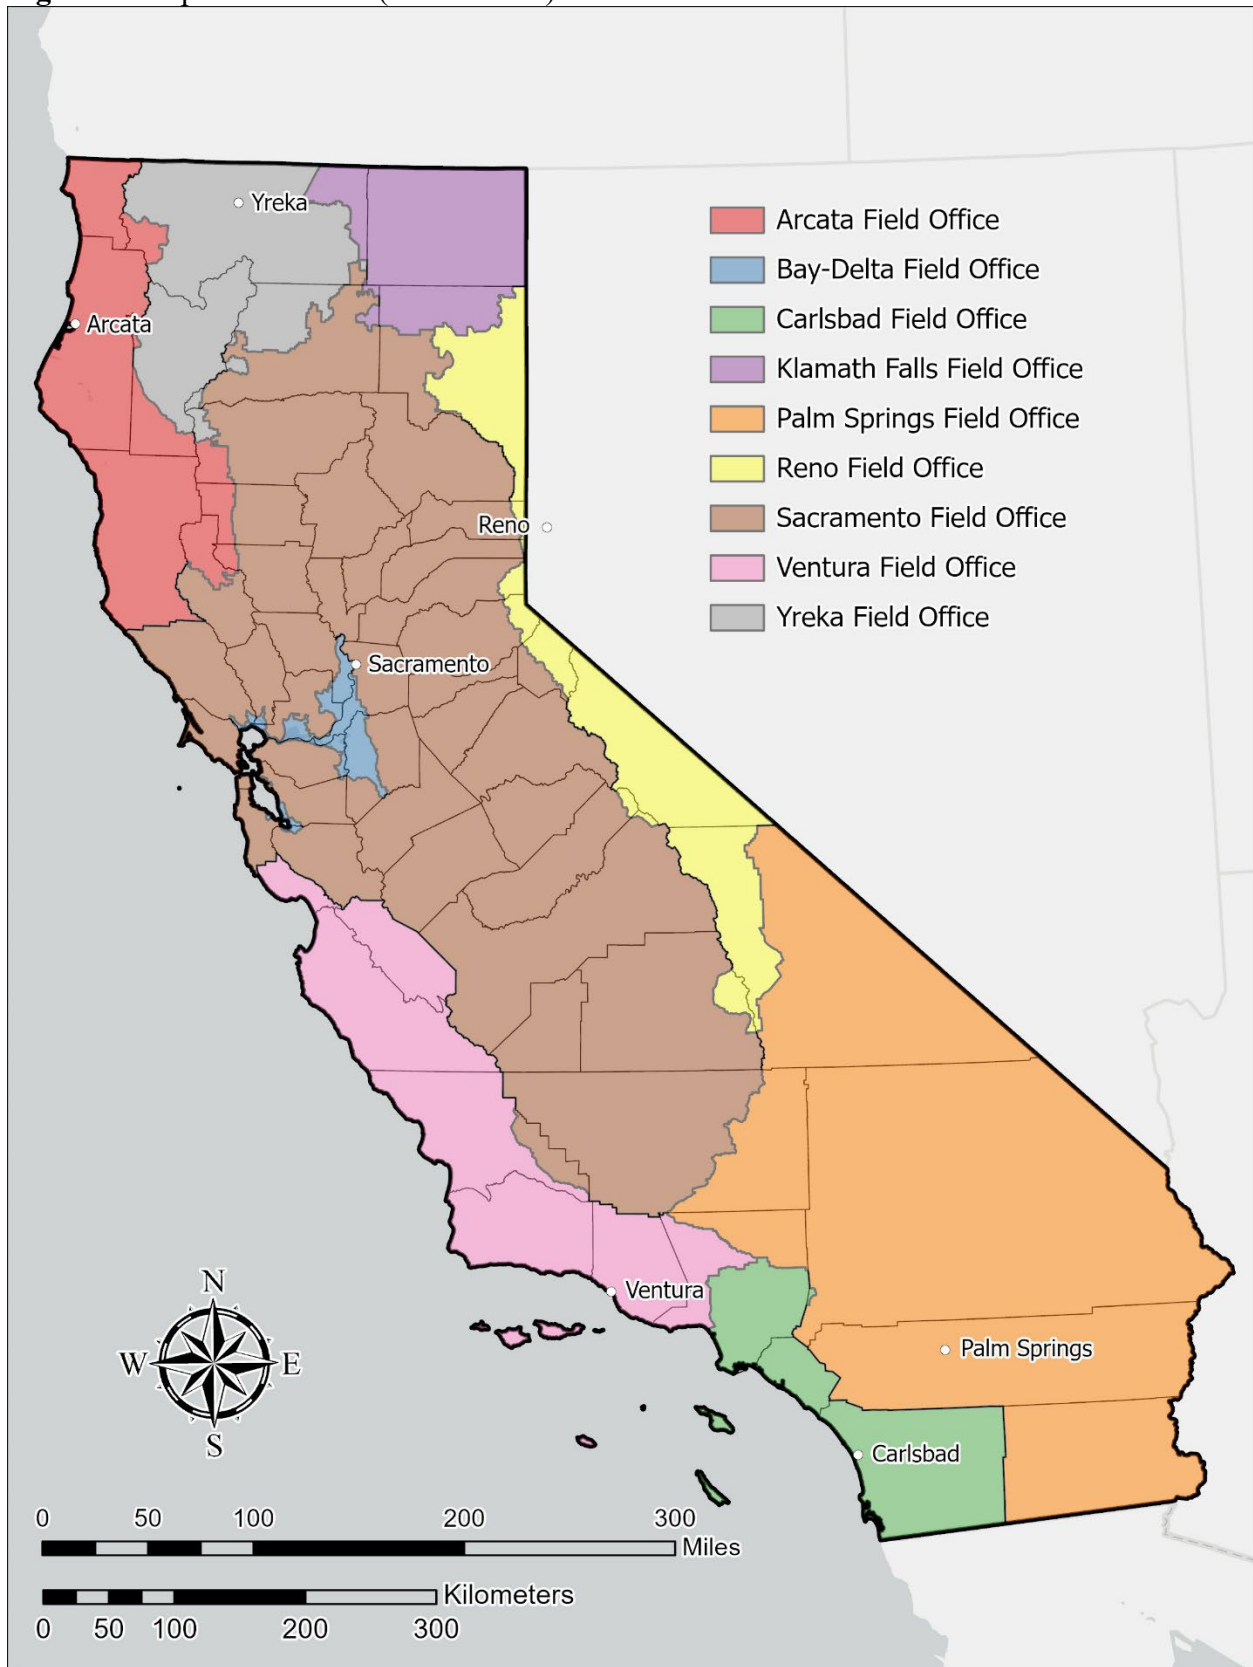 Yreka
Arcata Field Office
Bay-Delta Field Office
Arcata
Carlsbad Field Office
Klamath Falls Field Office
Palm Springs Field Office
Reno Field Office
Reno
Sacramento Field Office
Ventura Field Office
Yreka Field Office
Sacramento
N
Ventura
W E
Palm Springs
S
Carlsbad
0 50 100 200 300
Miles
Kilometers
0 50 100 200 300